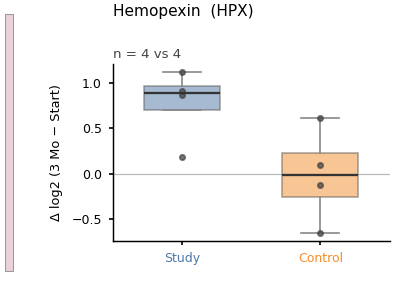 Hemopexin  (HPX)
n = 4 vs 4
Δ log2 (3 Mo − Start)
1.0
0.5
0.0
−0.5
Study
Control